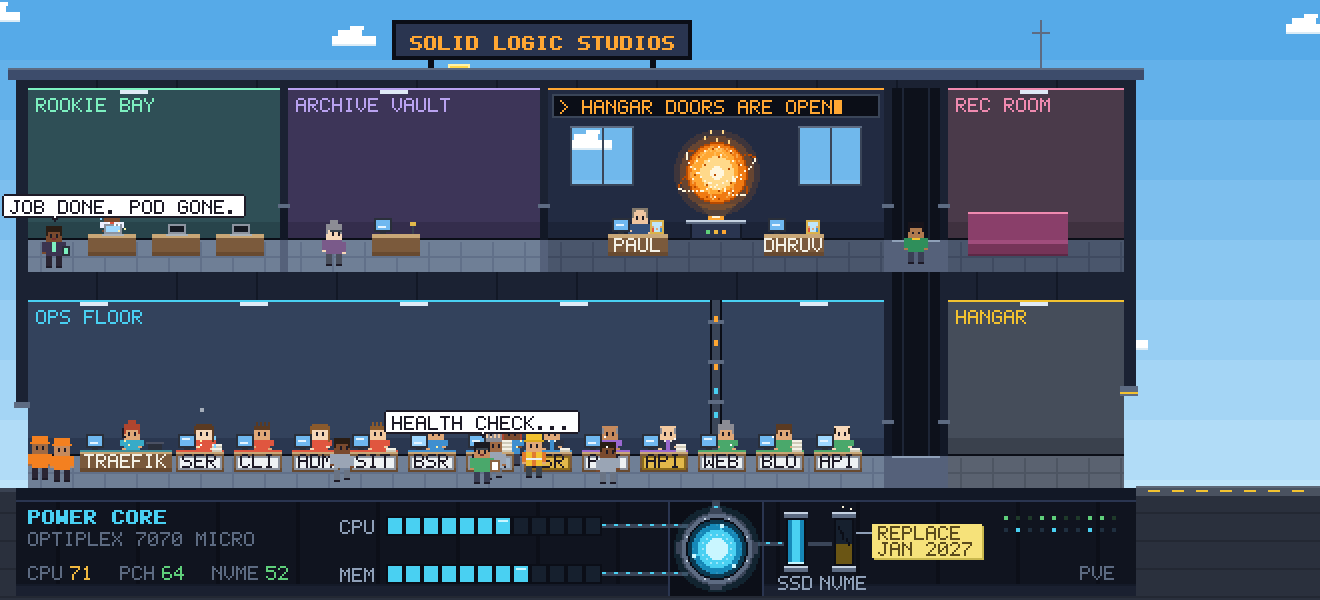 SOLID LOGIC STUDIOS
ROOKIE BAY
ARCHIVE VAULT
> HANGAR DOORS ARE OPEN
REC ROOM
JOB DONE. POD GONE.
PAUL
DHRUV
OPS FLOOR
HANGAR
HEALTH CHECK...
TRAEFIK
SER
CLI
ADM
SIT
BSR
SR
API
WEB
BLO
API
POWER CORE
OPTIPLEX 7070 MICRO
CPU 71 PCH 64 NVME 52
CPU
MEM
SSD NVME
REPLACE
JAN 2027
PVE